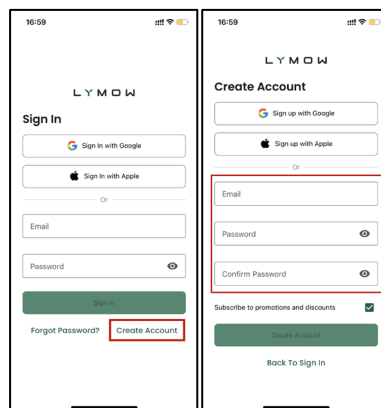 16:59
LYMOW
Sign In
Sign In with Google
Sign In with Apple
Or
Email
Password
Sign In
Forgot Password? Create Account
16:59
LYMOW
Create Account
Sign up with Google
Sign up with Apple
Or
Email
Password
Confirm Password
Subscribe to promotions and discounts
Create Account
Back To Sign In